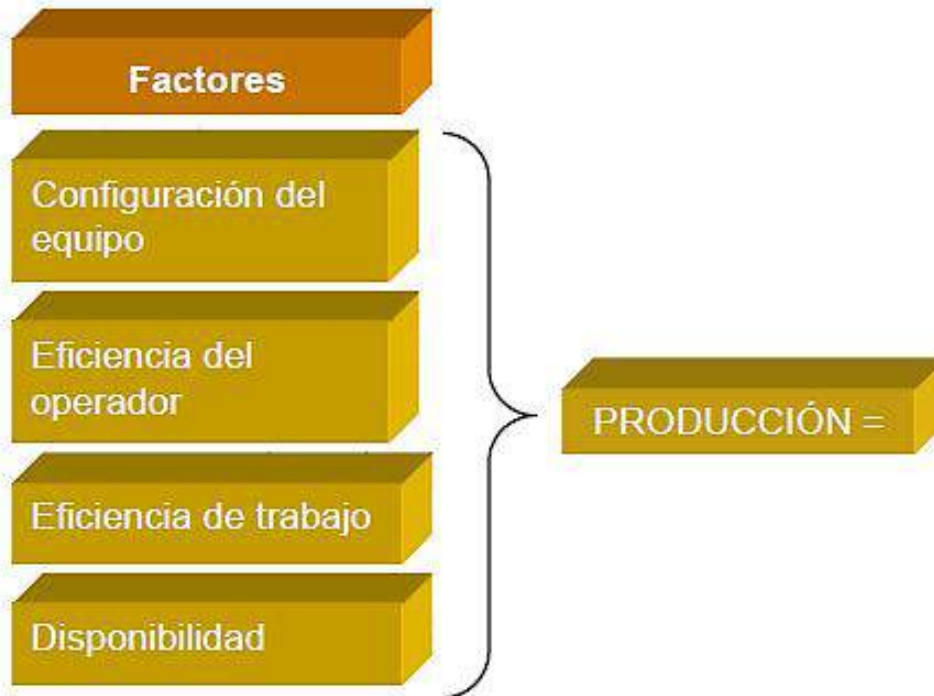 Factores
Configuración del
equipo
Eficiencia del
operador
Eficiencia de trabajo
Disponibilidad
PRODUCCIÓN =